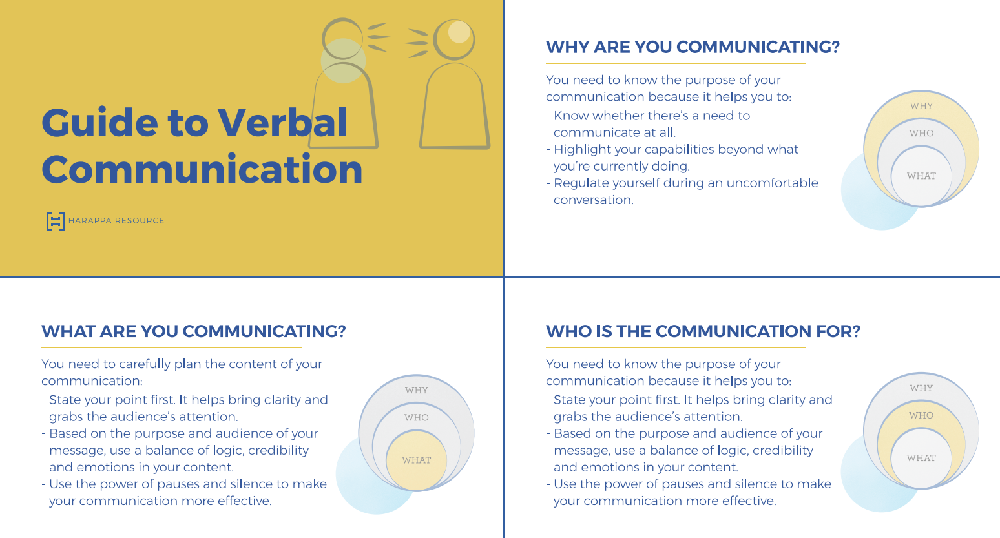 Guide to Verbal
Communication
HARAPPA RESOURCE
WHY ARE YOU COMMUNICATING?
You need to know the purpose of your
communication because it helps you to:
- Know whether there's a need to
communicate at all.
- Highlight your capabilities beyond what
you're currently doing.
- Regulate yourself during an uncomfortable
conversation.
WHY
WHO
WHAT
WHAT ARE YOU COMMUNICATING?
You need to carefully plan the content of your
communication:
- State your point first. It helps bring clarity and
grabs the audience's attention.
- Based on the purpose and audience of your
message, use a balance of logic, credibility
and emotions in your content.
- Use the power of pauses and silence to make
your communication more effective.
WHY
WHO
WHAT
WHO IS THE COMMUNICATION FOR?
You need to know the purpose of your
communication because it helps you to:
- State your point first. It helps bring clarity and
grabs the audience's attention.
- Based on the purpose and audience of your
message, use a balance of logic, credibility
and emotions in your content.
- Use the power of pauses and silence to make
your communication more effective.
WHY
WHO
WHAT